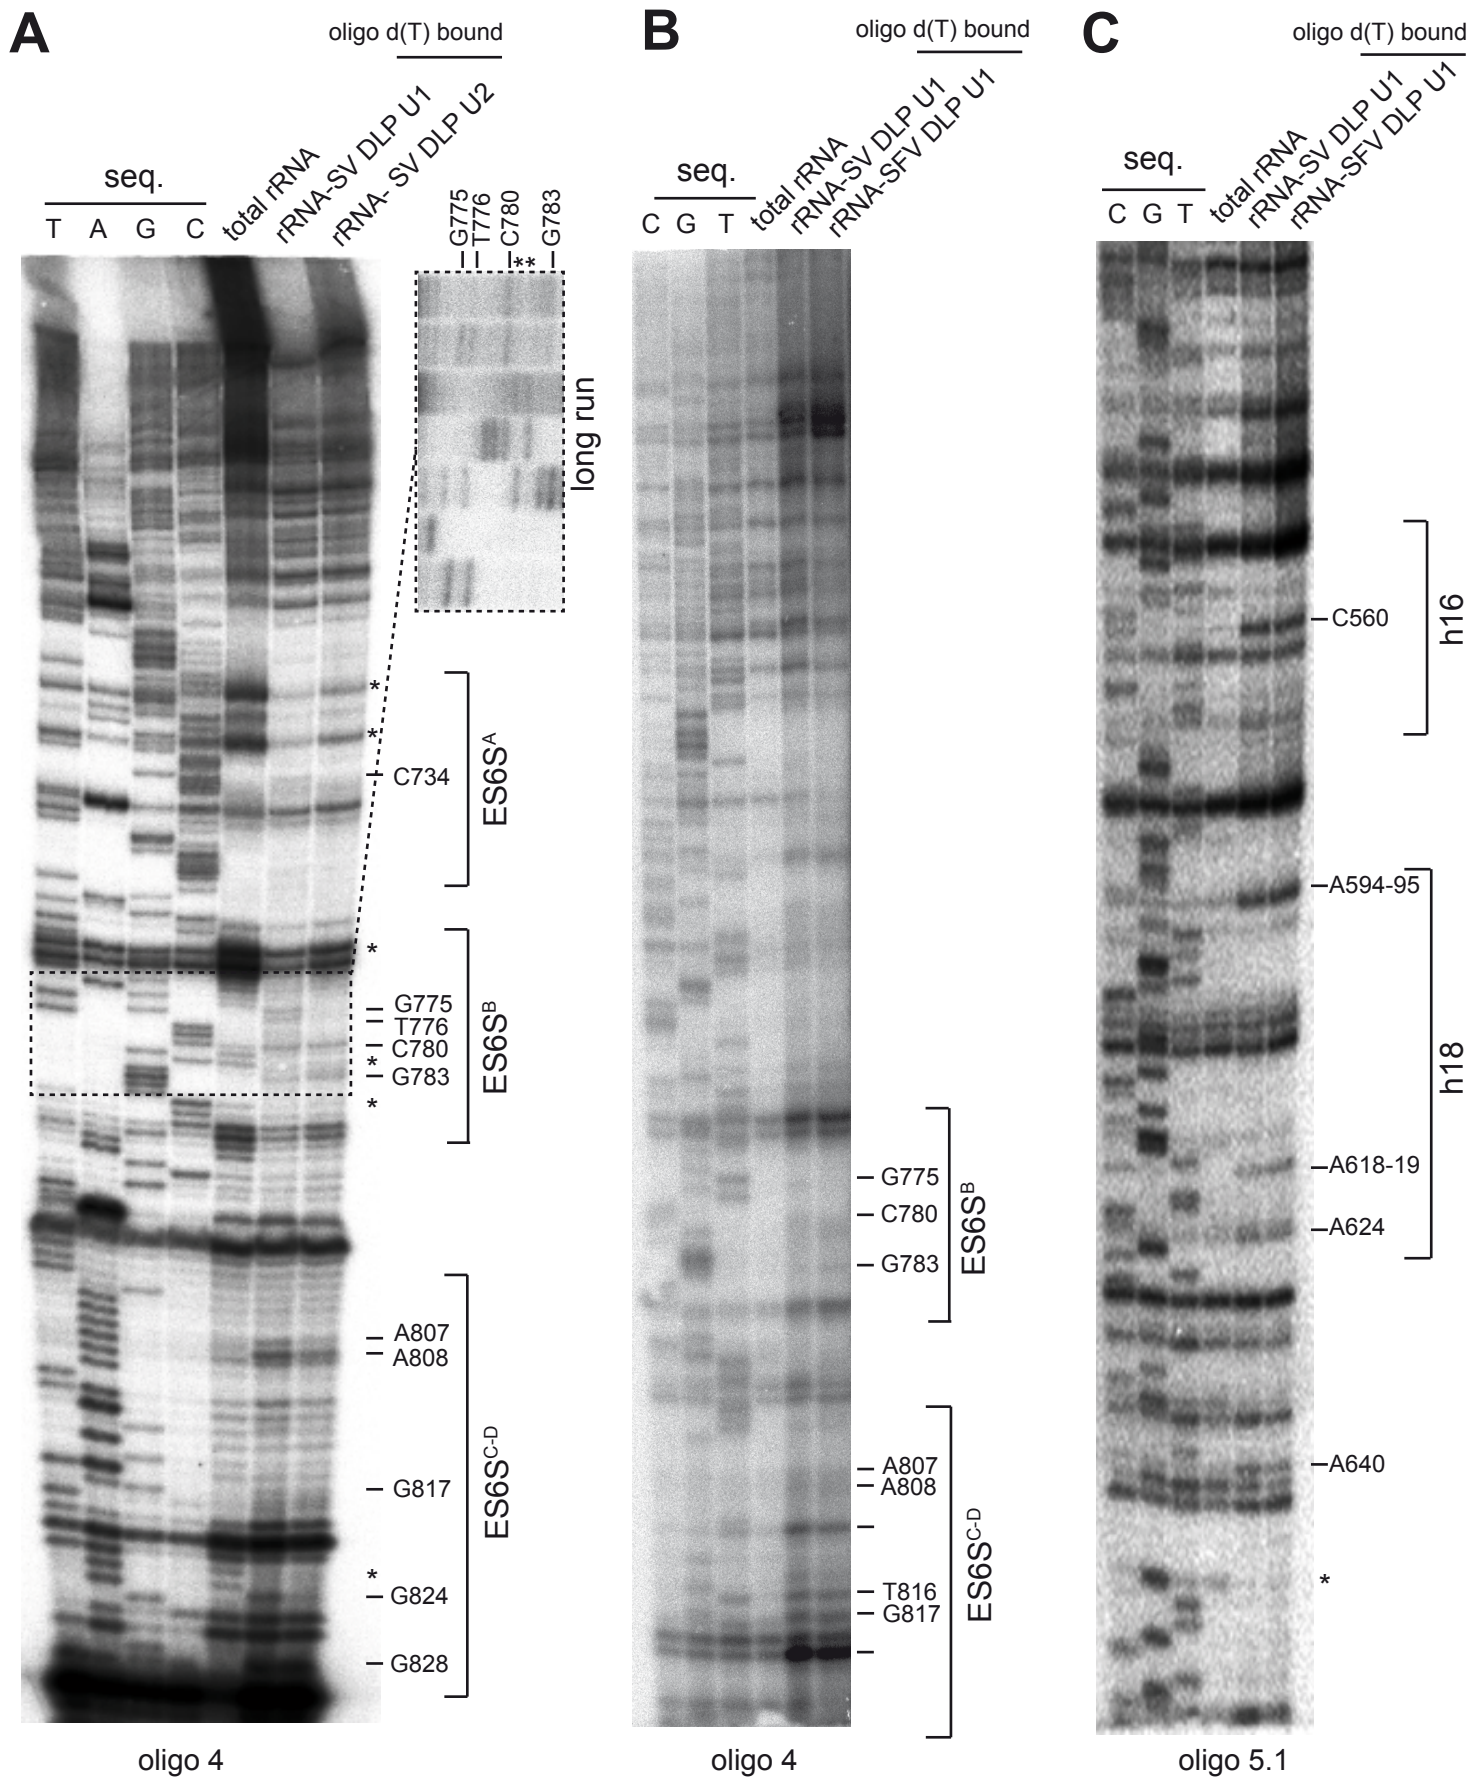 A
oligo d(T) bound
seq.
T A G C
total rRNA
rRNA-SV DLP U1
rRNA- SV DLP U2
G775
T776
C780
**
G783
long run
*
*
C734
ES6S^A
*
G775
T776
C780
*
G783
*
ES6S^B
A807
A808
G817
*
G824
G828
ES6S^C-D
oligo 4
B
oligo d(T) bound
seq.
C G T
total rRNA
rRNA-SV DLP U1
rRNA-SFV DLP U1
G775
C780
G783
ES6S^B
A807
A808
T816
G817
ES6S^C-D
oligo 4
C
oligo d(T) bound
seq.
C G T
total rRNA
rRNA-SV DLP U1
rRNA-SFV DLP U1
C560
h16
A594-95
A618-19
A624
h18
A640
*
oligo 5.1